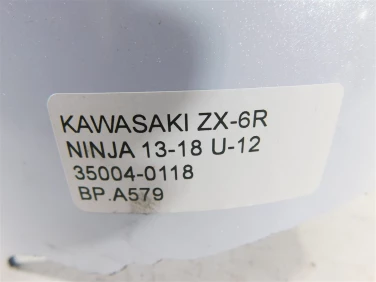 KAWASAKI ZX-6R
NINJA 13-18 U-12
35004-0118
BP.A579